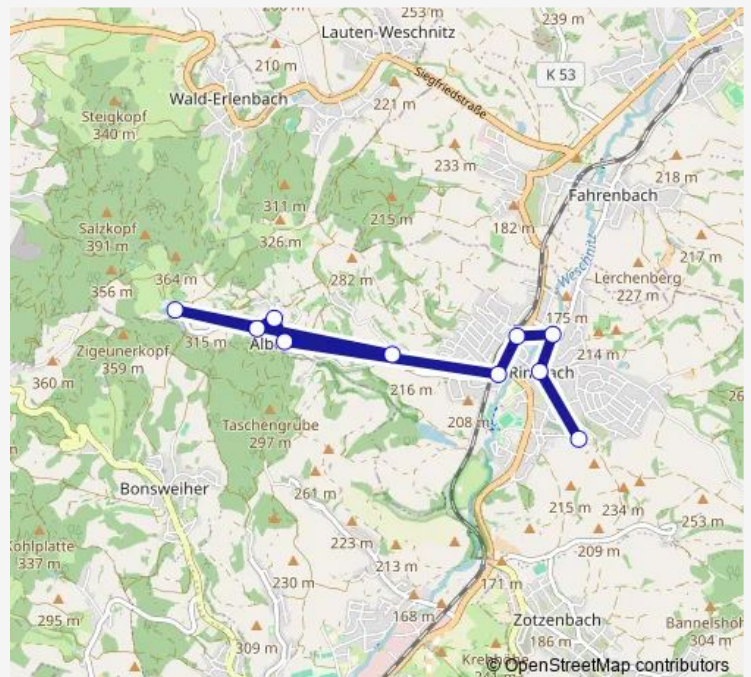 253 m
239 m
Lauten-Weschnitz
210 m
K 53
Siegfriedstraße
Wald-Erlenbach
221 m
Steigkopf
340 m
233 m
218 m
Fahrenbach
311 m
215 m
182 m
Salzkopf
391 m
326 m
217 m
Weschnitz
282 m
364 m
Lerchenberg
227 m
356 m
175 m
315 m
Zigeunerkopf
359 m
214 m
360 m
216 m
208 m
Taschengrube
297 m
Bonsweiher
261 m
215 m
234 m
253 m
223 m
209 m
Kohlplatte
337 m
213 m
230 m
171 m
295 m
168 m
Zotzenbach
186 m
304 m
309 m
© OpenStreetMap contributors